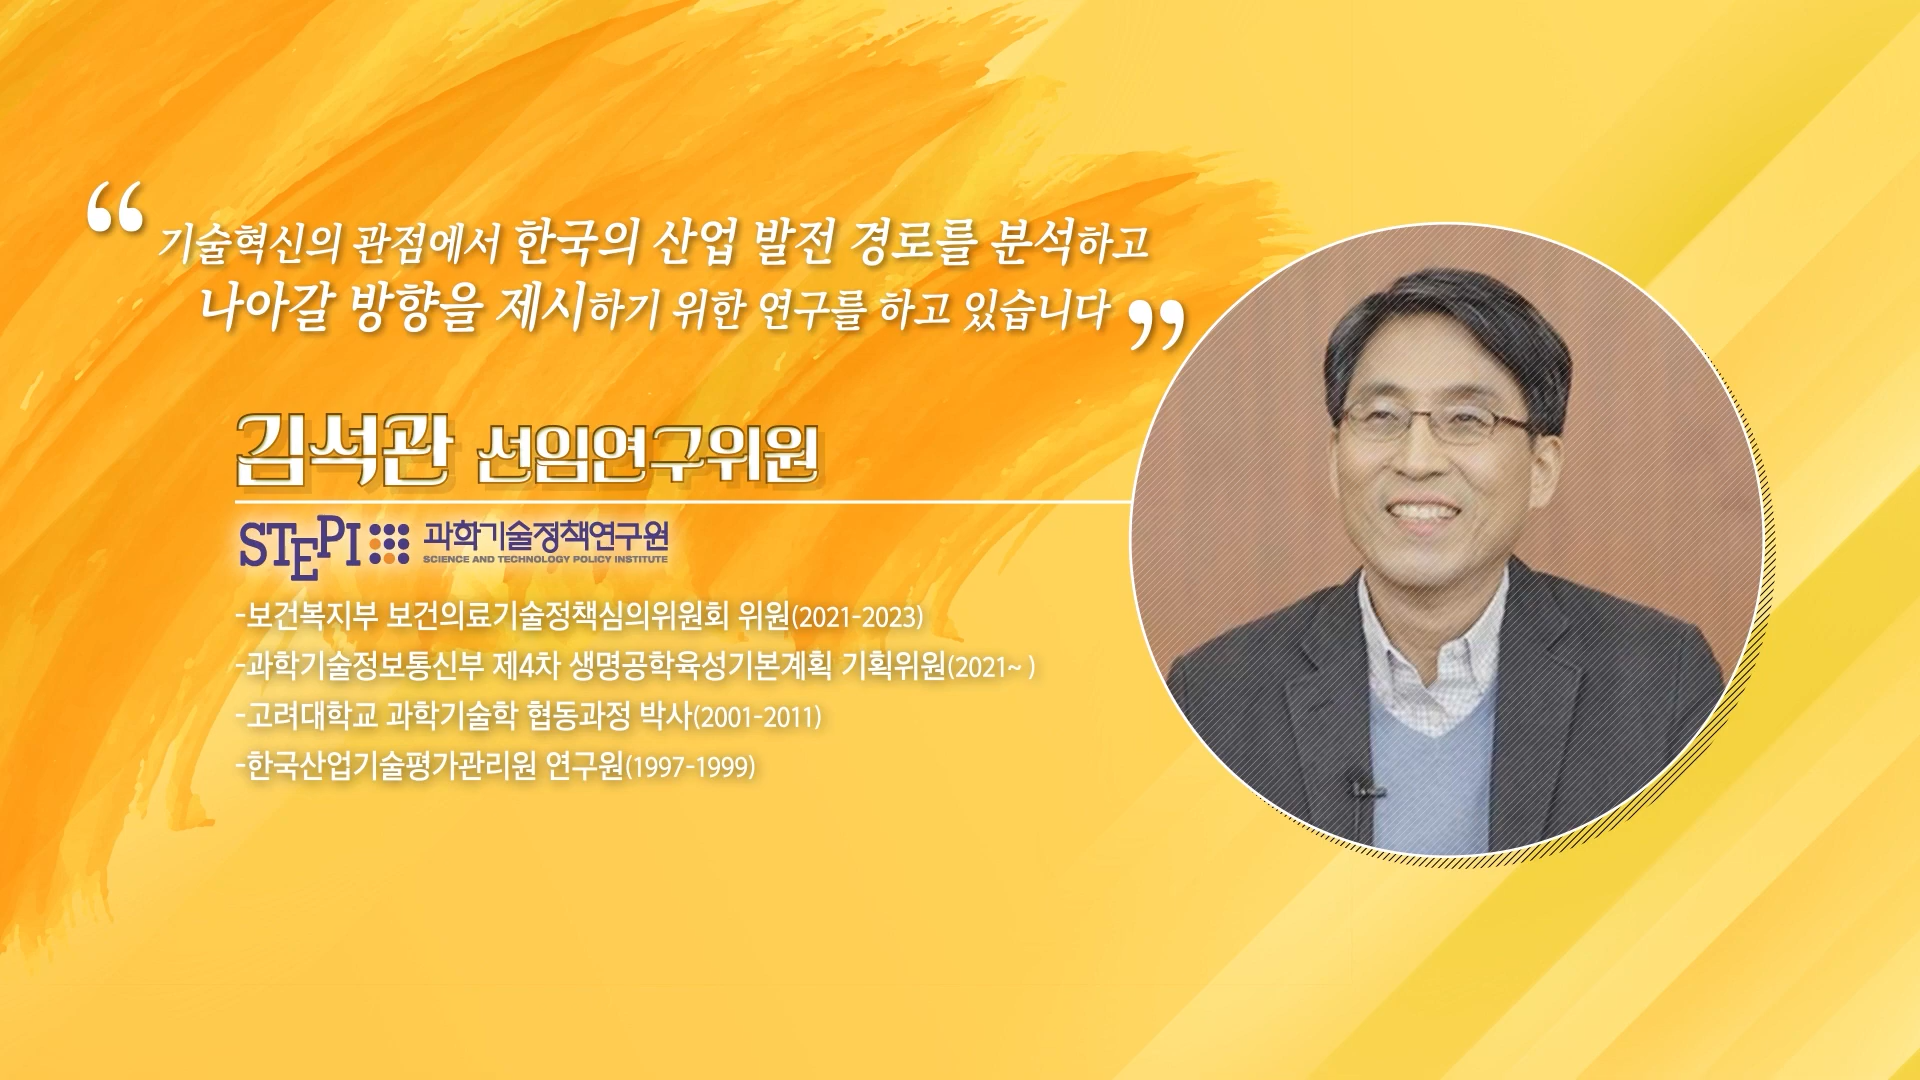 “기술혁신의 관점에서 한국의 산업 발전 경로를 분석하고
나아갈 방향을 제시하기 위한 연구를 하고 있습니다”
김석관 선임연구위원
STEPI 과학기술정책연구원
SCIENCE AND TECHNOLOGY POLICY INSTITUTE
-보건복지부 보건의료기술정책심의위원회 위원(2021-2023)
-과학기술정보통신부 제4차 생명공학육성기본계획 기획위원(2021~ )
-고려대학교 과학기술학 협동과정 박사(2001-2011)
-한국산업기술평가관리원 연구원(1997-1999)